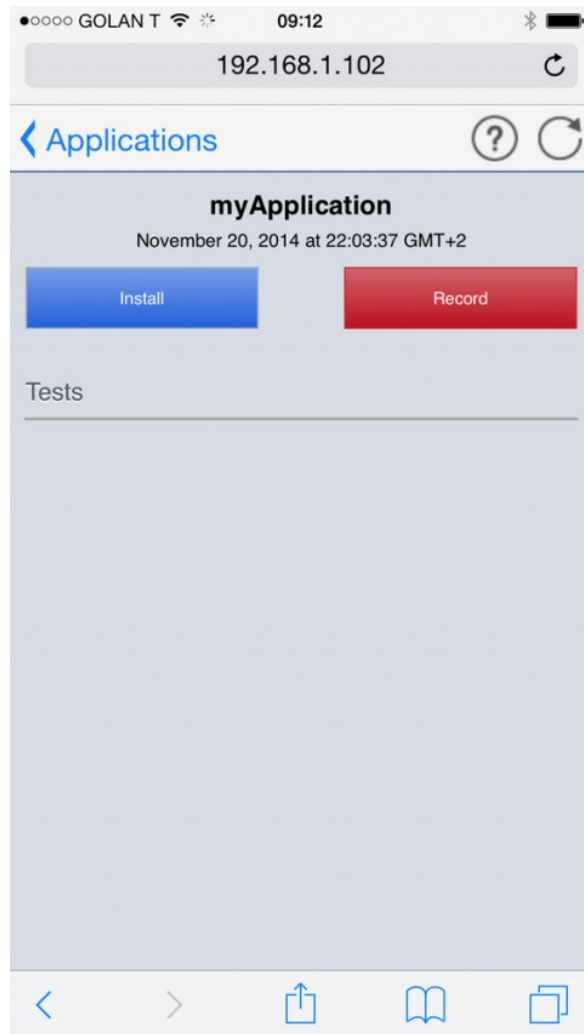 GOLAN T 09:12
192.168.1.102
Applications ?
myApplication
November 20, 2014 at 22:03:37 GMT+2
Install Record
Tests